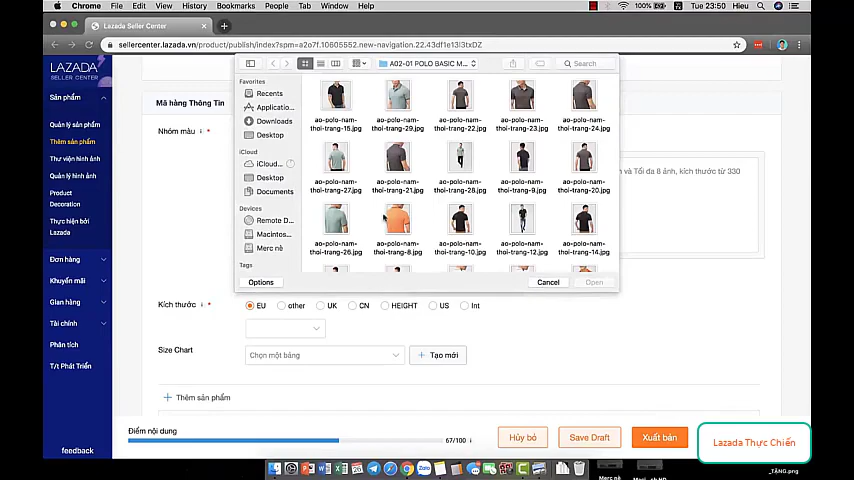 Chrome File Edit View History Bookmarks People Tab Window Help
100% Tue 23:50 Hieu
Lazada Seller Center
sellercenter.lazada.vn/product/publish/index?spm=a2o7f.10605552.new-navigation.22.43df1e13l3txDZ
LAZADA
SELLER CENTER
Sản phẩm
Quản lý sản phẩm
Thêm sản phẩm
Thư viện hình ảnh
Quản lý hình ảnh
Product
Decoration
Thực hiện bởi
Lazada
Đơn hàng
Khuyến mãi
Gian hàng
Tài chính
Phân tích
T/t Phát Triển
feedback
Mã hàng Thông Tin
Nhóm màu
A02-01 POLO BASIC M...
Search
Favorites
Recents
Applicatio...
Downloads
Desktop
iCloud
iCloud...
Desktop
Documents
Devices
Remote D...
Macintos...
Merc nè
Tags
ao-polo-nam-
thoi-trang-15.jpg
ao-polo-nam-
thoi-trang-29.jpg
ao-polo-nam-
thoi-trang-22.jpg
ao-polo-nam-
thoi-trang-23.jpg
ao-polo-nam-
thoi-trang-24.jpg
ao-polo-nam-
thoi-trang-27.jpg
ao-polo-nam-
thoi-trang-21.jpg
ao-polo-nam-
thoi-trang-28.jpg
ao-polo-nam-
thoi-trang-9.jpg
ao-polo-nam-
thoi-trang-20.jpg
ao-polo-nam-
thoi-trang-26.jpg
ao-polo-nam-
thoi-trang-8.jpg
ao-polo-nam-
thoi-trang-10.jpg
ao-polo-nam-
thoi-trang-12.jpg
ao-polo-nam-
thoi-trang-14.jpg
Options Cancel Open
và Tối đa 8 ảnh, kích thước từ 330
Kích thước EU other UK CN HEIGHT US Int
Size Chart Chọn một bảng + Tạo mới
+ Thêm sản phẩm
Điểm nội dung
67/100
Hủy bỏ Save Draft Xuất bản
Lazada Thực Chiến
Zalo
Merc nè
_TẶNG.png